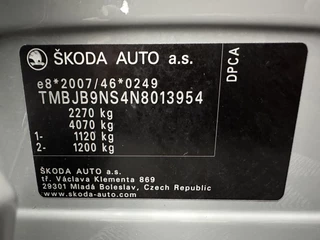 ŠKODA AUTO a.s.
DPCA
e8*2007/46*0249
TMBJB9NS4N8013954
2270 kg
4070 kg
1- 1120 kg
2- 1200 kg
ŠKODA AUTO a.s.
tř. Václava Klementa 869
29301 Mladá Boleslav, Czech Republic
www.skoda-auto.com